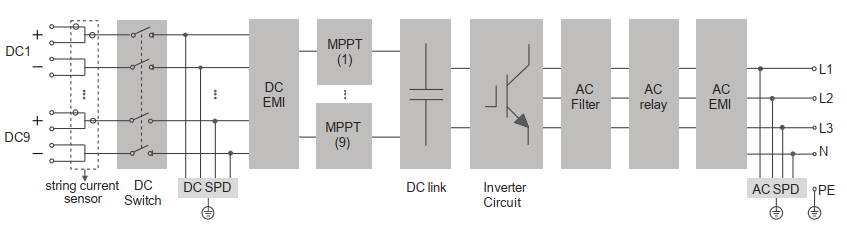 DC1
+
−
DC9
+
−
string current
sensor
DC
Switch
DC SPD
DC
EMI
MPPT
(1)
MPPT
(9)
DC link
Inverter
Circuit
AC
Filter
AC
relay
AC
EMI
L1
L2
L3
N
AC SPD
PE